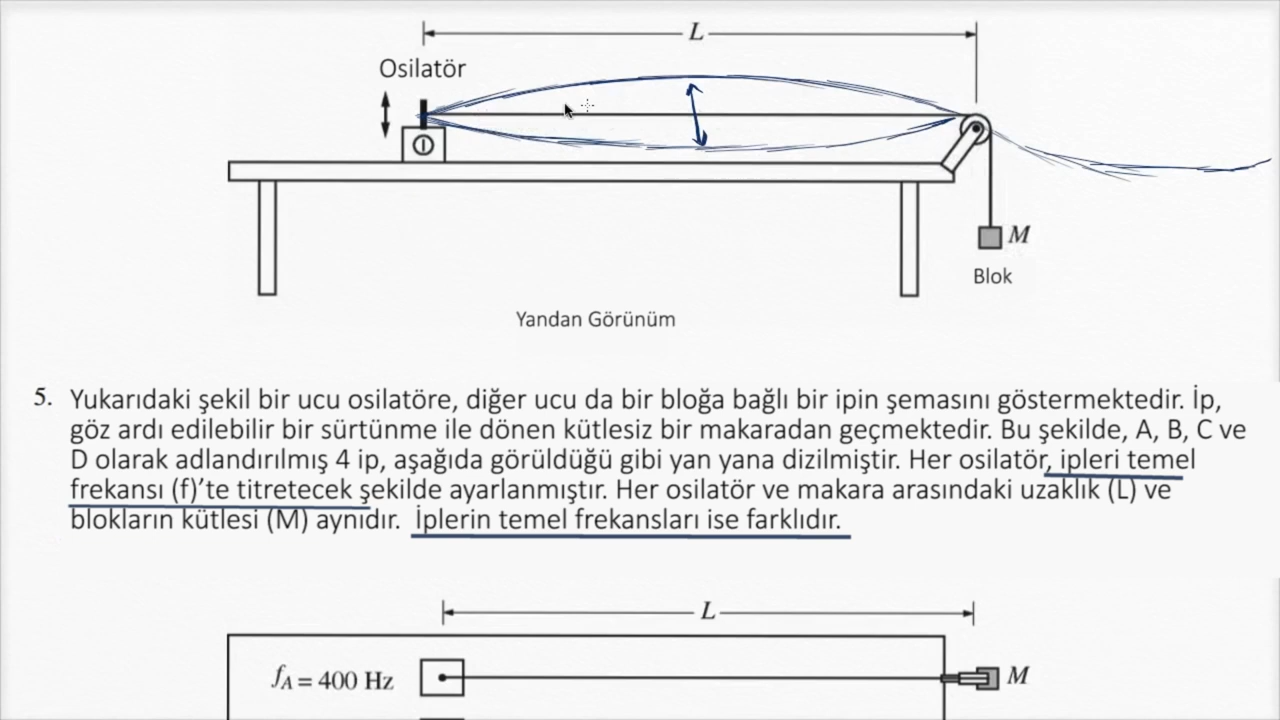 L
Osilatör
M
Blok
Yandan Görünüm
5. Yukarıdaki şekil bir ucu osilatöre, diğer ucu da bir bloğa bağlı bir ipin şemasını göstermektedir. İp,
göz ardı edilebilir bir sürtünme ile dönen kütlesiz bir makaradan geçmektedir. Bu şekilde, A, B, C ve
D olarak adlandırılmış 4 ip, aşağıda görüldüğü gibi yan yana dizilmiştir. Her osilatör, ipleri temel
frekansı (f)’te titretecek şekilde ayarlanmıştır. Her osilatör ve makara arasındaki uzaklık (L) ve
blokların kütlesi (M) aynıdır. İplerin temel frekansları ise farklıdır.
L
fA = 400 Hz
M